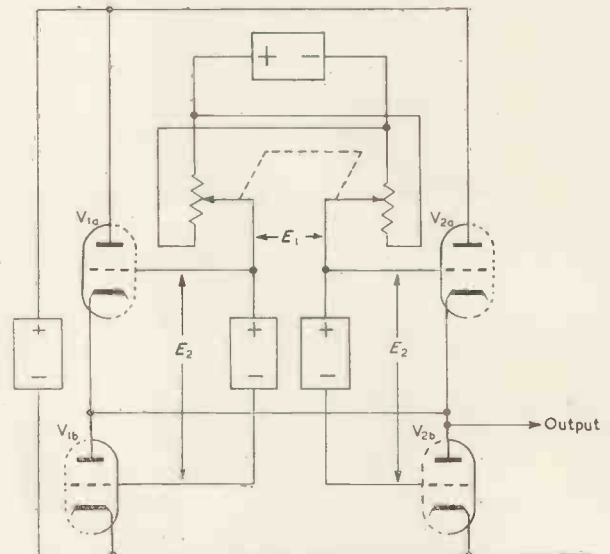 + −
V1a
V2a
E1
+ +
E2
E2
+
− −
−
V1b
V2b
Output